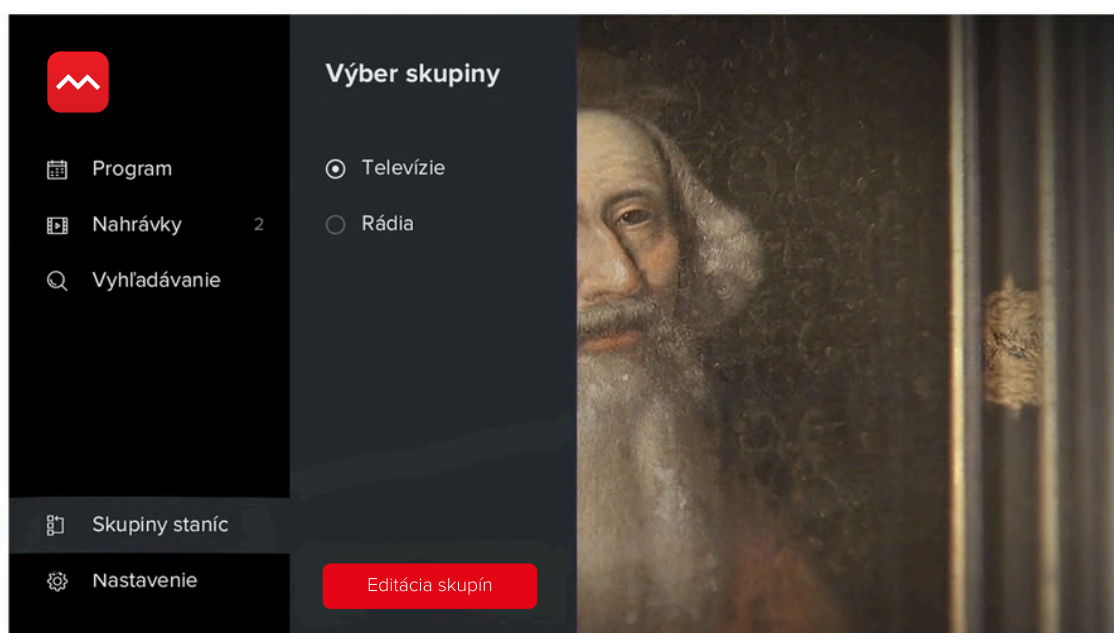 Výber skupiny
Program
Nahrávky 2
Vyhľadávanie
Televízie
Rádia
Skupiny staníc
Nastavenie
Editácia skupín